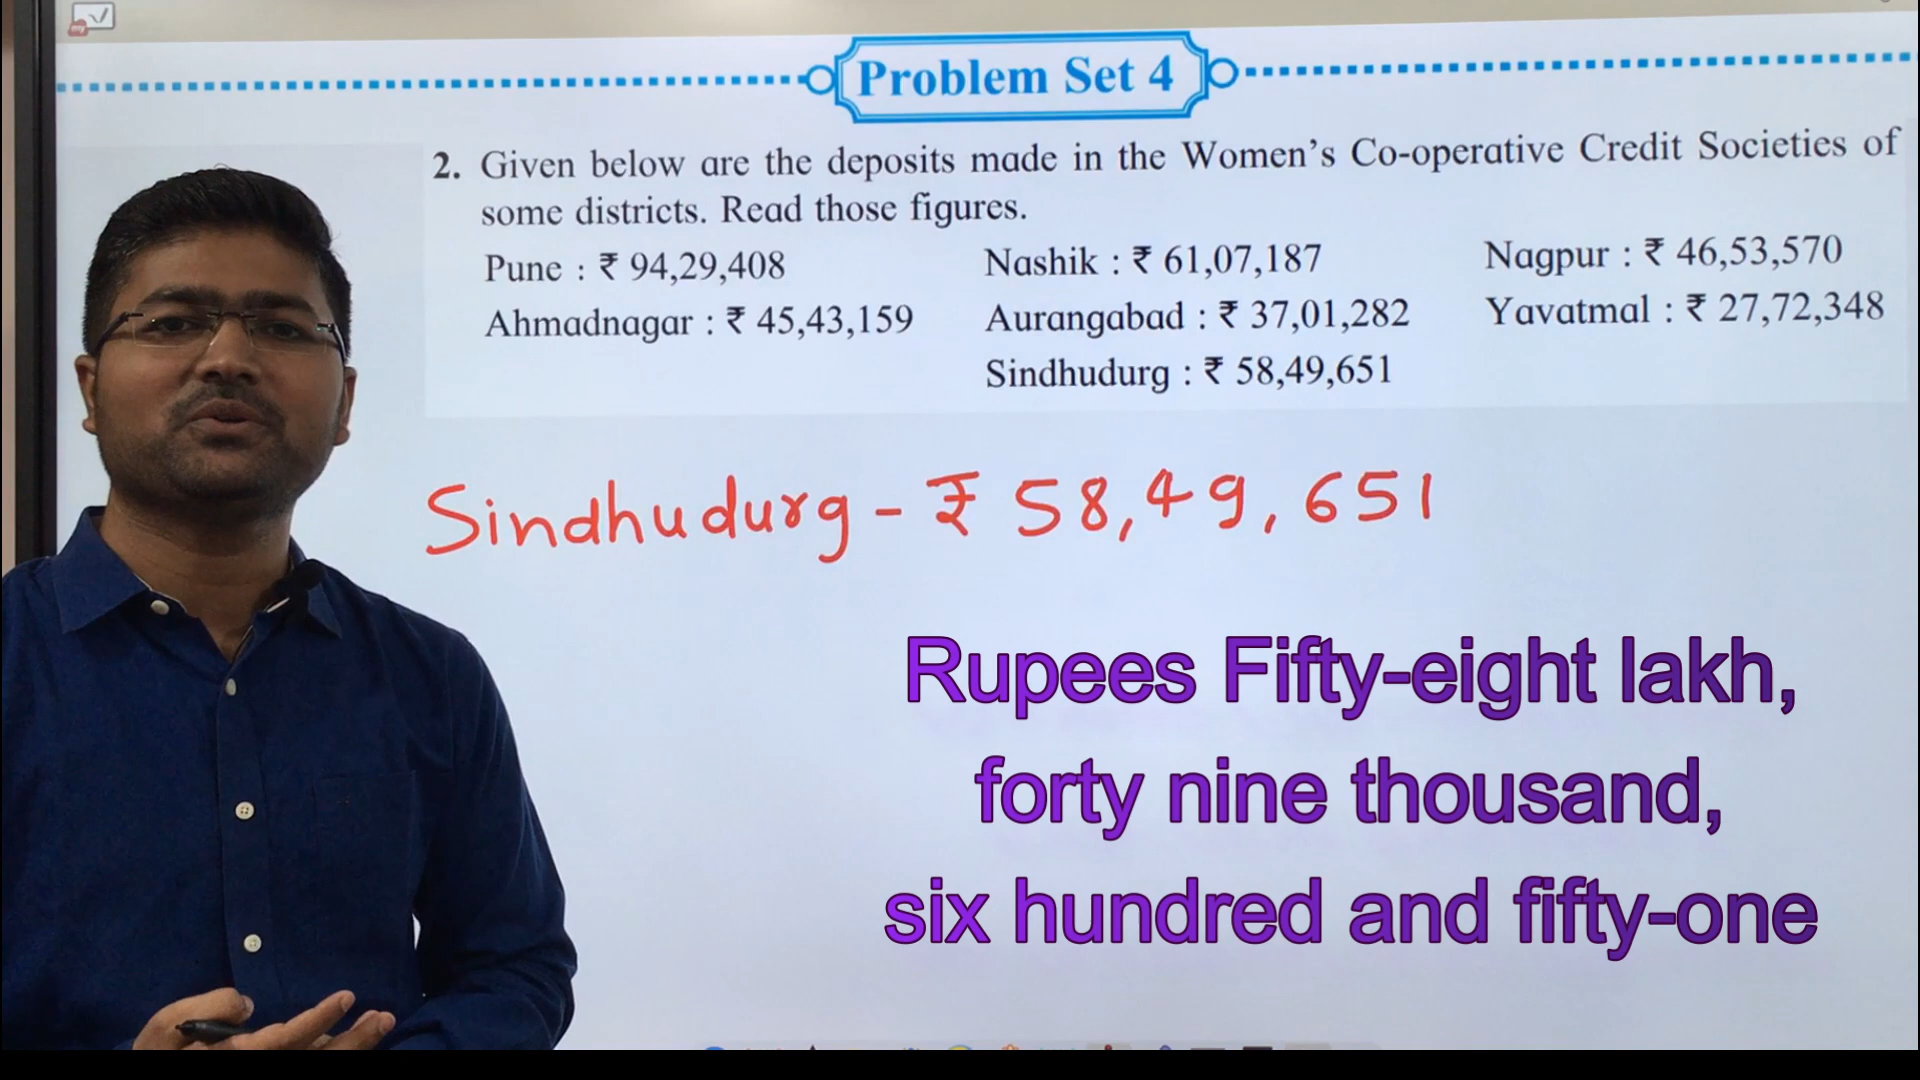 Problem Set 4
2. Given below are the deposits made in the Women's Co-operative Credit Societies of
some districts. Read those figures.
Pune : ₹ 94,29,408 Nashik : ₹ 61,07,187 Nagpur : ₹ 46,53,570
Ahmadnagar : ₹ 45,43,159 Aurangabad : ₹ 37,01,282 Yavatmal : ₹ 27,72,348
Sindhudurg : ₹ 58,49,651
Sindhudurg - ₹ 58,49,651
Rupees Fifty-eight lakh,
forty nine thousand,
six hundred and fifty-one